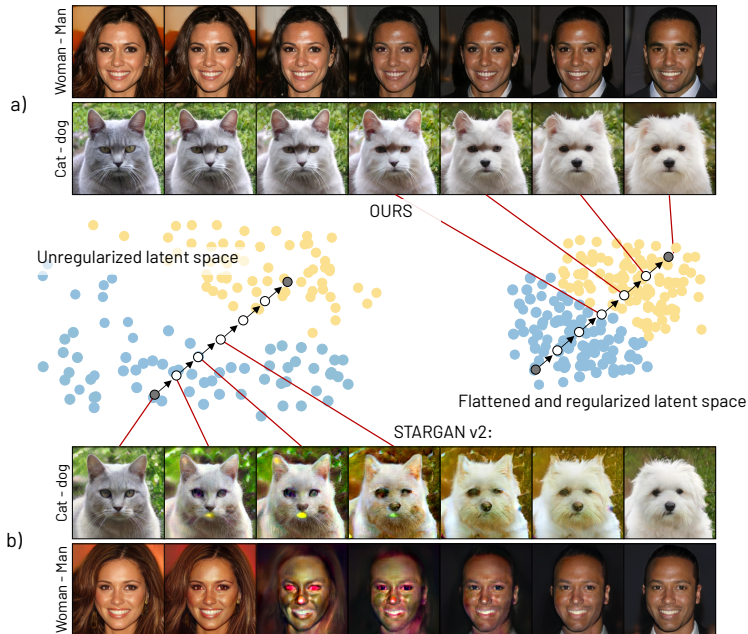 Woman - Man
a)
Cat - dog
OURS
Unregularized latent space
Flattened and regularized latent space
STARGAN v2:
Cat - dog
b)
Woman - Man